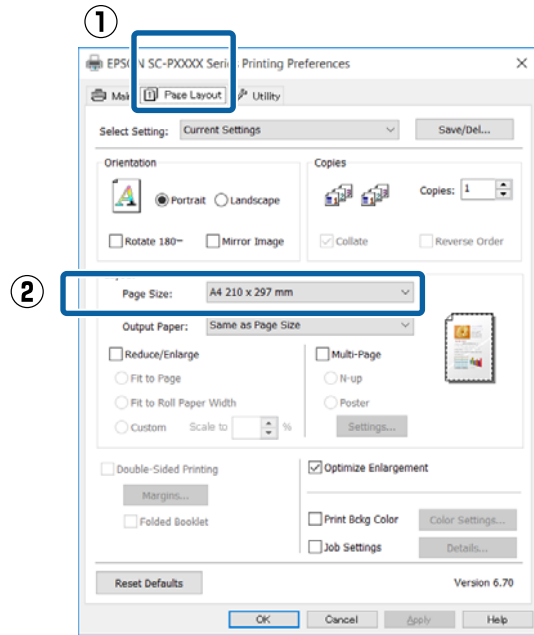 ①
EPSON SC-PXXXX Series Printing Preferences
Main Page Layout Utility
Select Setting: Current Settings Save/Del...
Orientation Copies
Portrait Landscape Copies: 1
Rotate 180° Mirror Image Collate Reverse Order
②
Page Size: A4 210 x 297 mm
Output Paper: Same as Page Size
Reduce/Enlarge Multi-Page
Fit to Page N-up
Fit to Roll Paper Width Poster
Custom Scale to % Settings...
Double-Sided Printing Optimize Enlargement
Margins...
Folded Booklet Print Bckg Color Color Settings...
Job Settings Details...
Reset Defaults Version 6.70
OK Cancel Apply Help